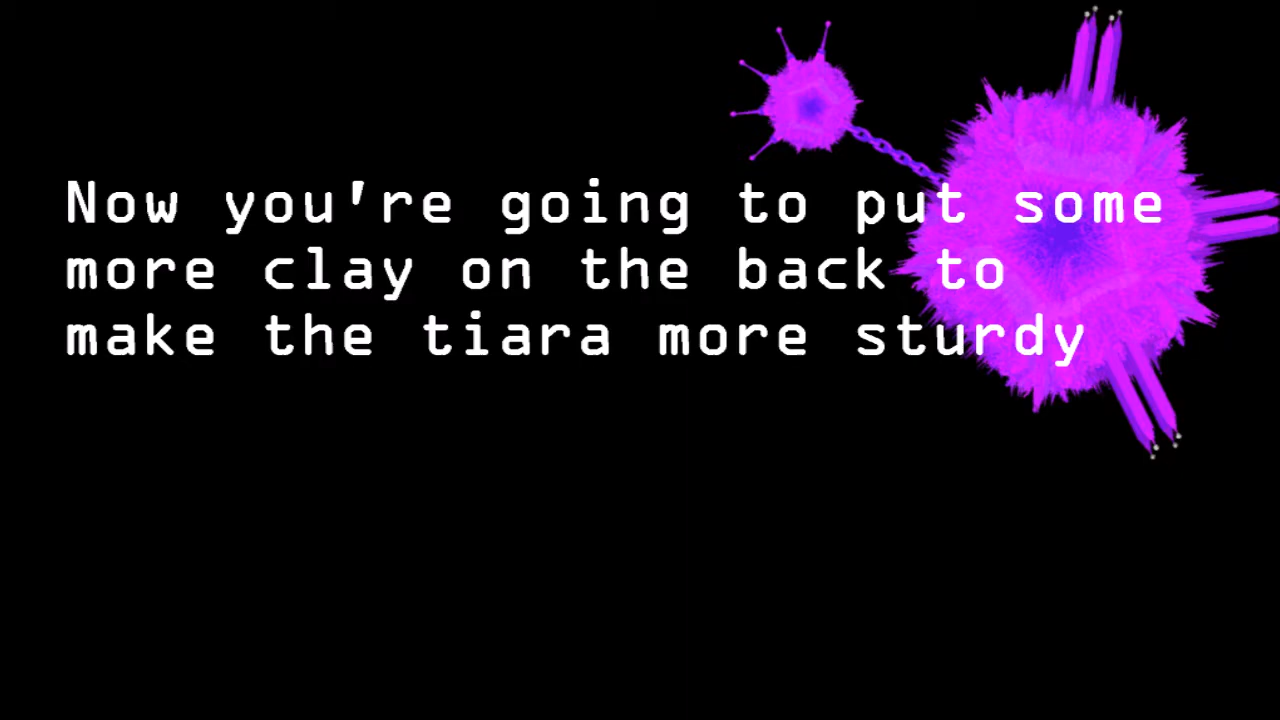 Now you're going to put some
more clay on the back to
make the tiara more sturdy